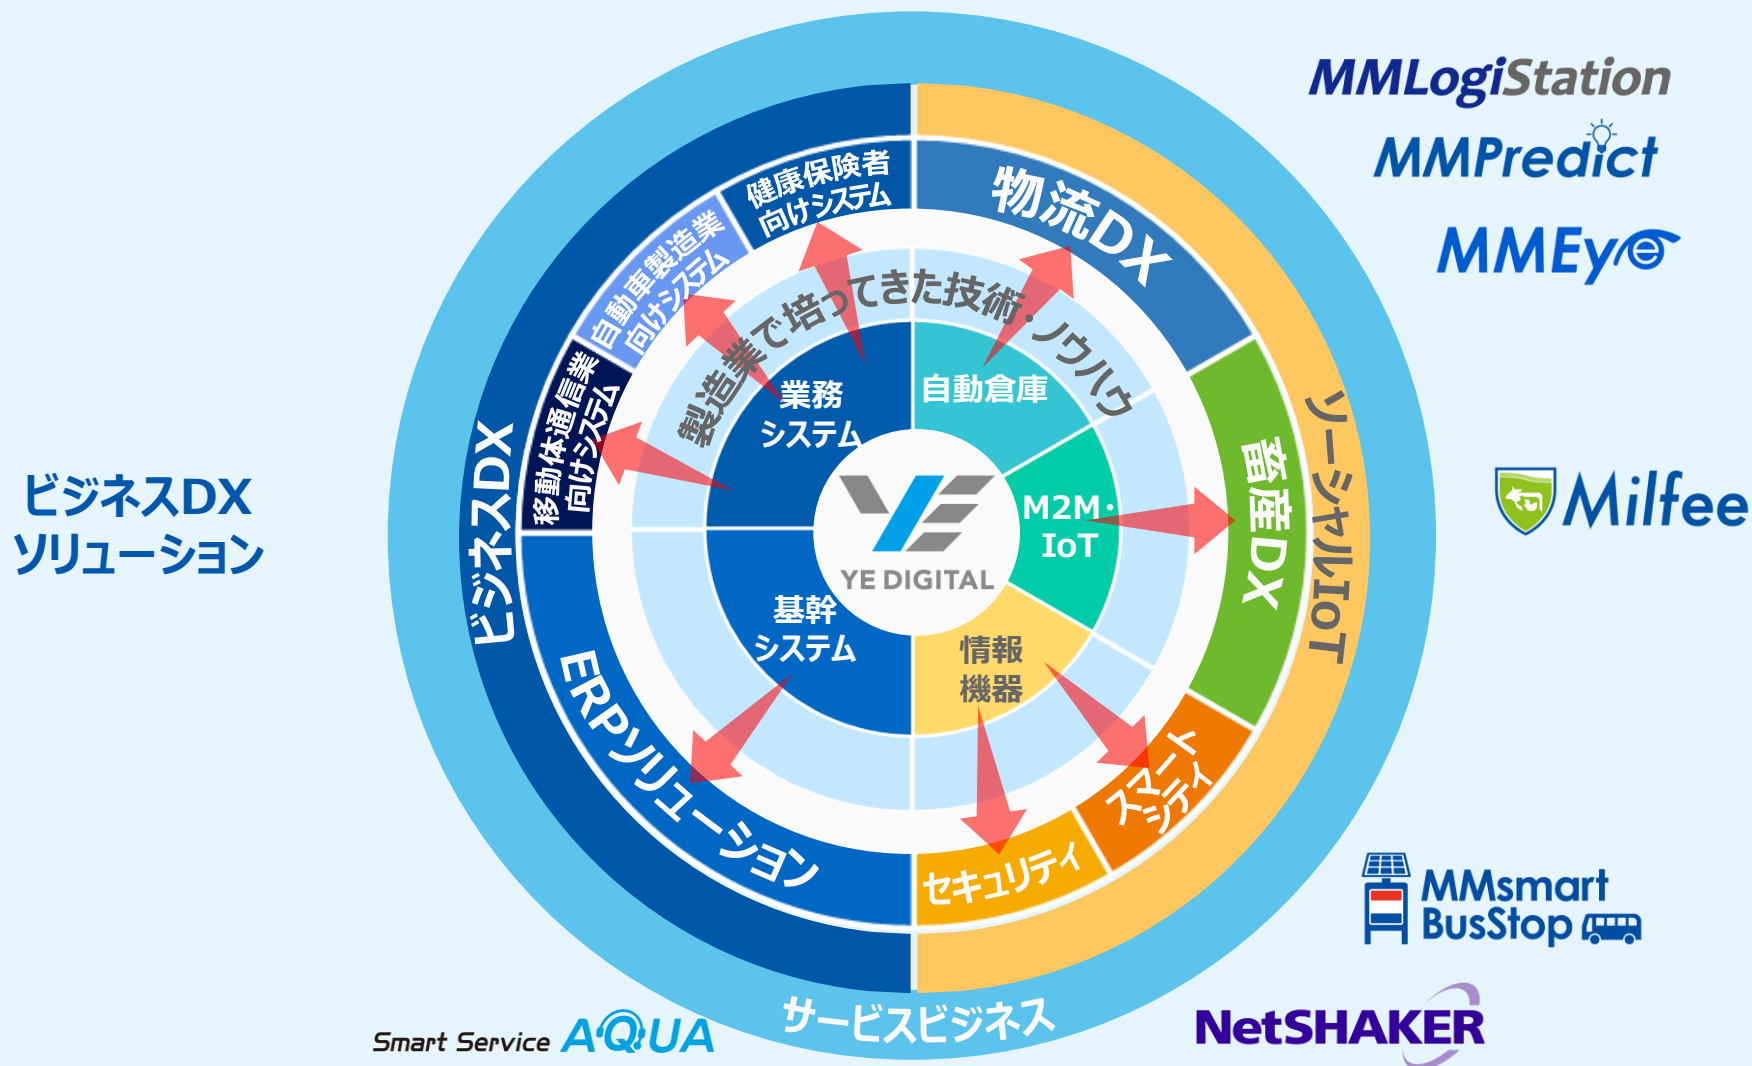 MMLogiStation
MMPredict
MMEye
健康保険者
向けシステム
物流DX
自動車製造業
向けシステム
製造業で培ってきた技術・ノウハウ
移動体通信業
向けシステム
業務
システム
自動倉庫
ビジネスDX
ソリューション
ビジネスDX
YE DIGITAL
M2M・
IoT
畜産DX
ソーシャルIoT
Milfee
基幹
システム
情報
機器
ERPソリューション
スマート
シティ
セキュリティ
MMsmart
BusStop
サービスビジネス
Smart Service AQUA
NetSHAKER